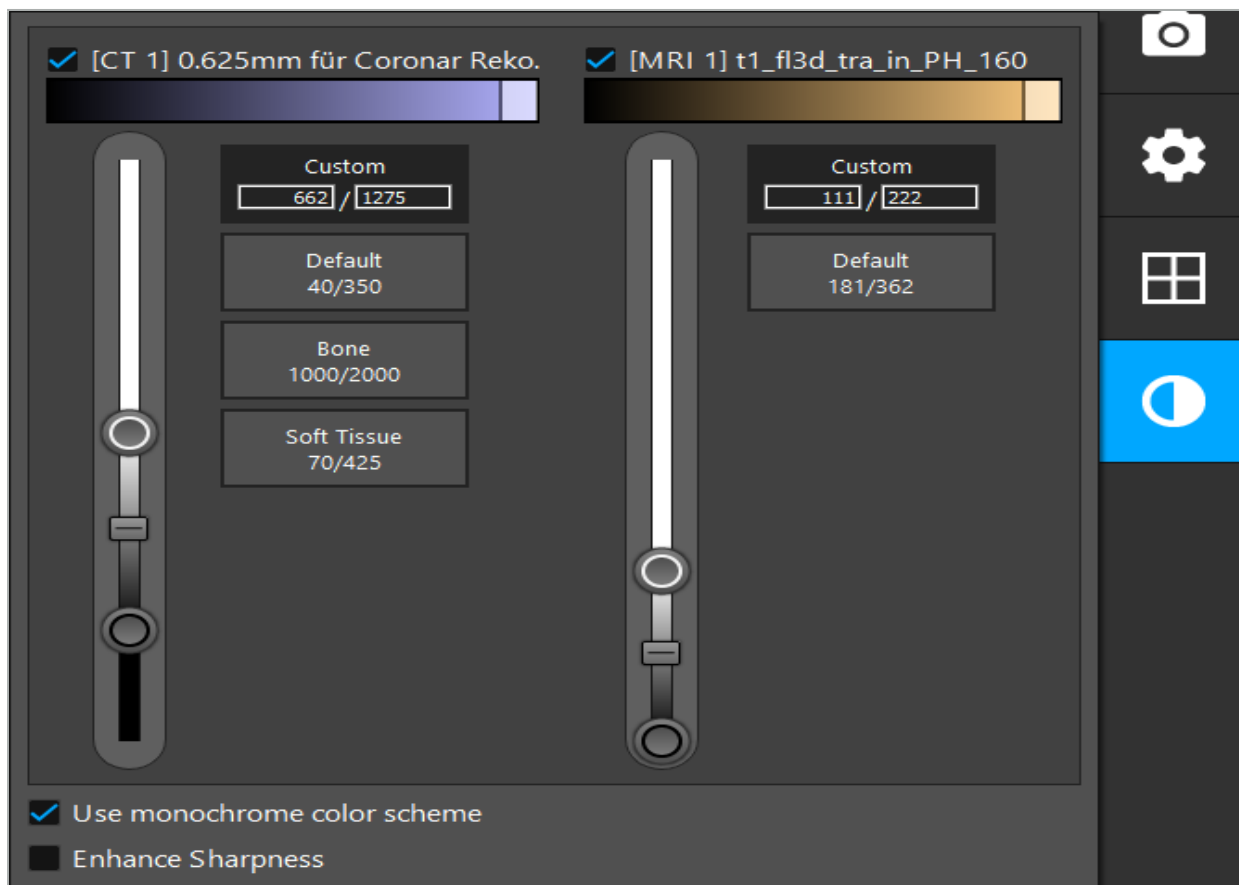 [CT 1] 0.625mm für Coronar Reko.
[MRI 1] t1_fl3d_tra_in_PH_160
Custom
662 / 1275
Default
40/350
Bone
1000/2000
Soft Tissue
70/425
Custom
111 / 222
Default
181/362
Use monochrome color scheme
Enhance Sharpness